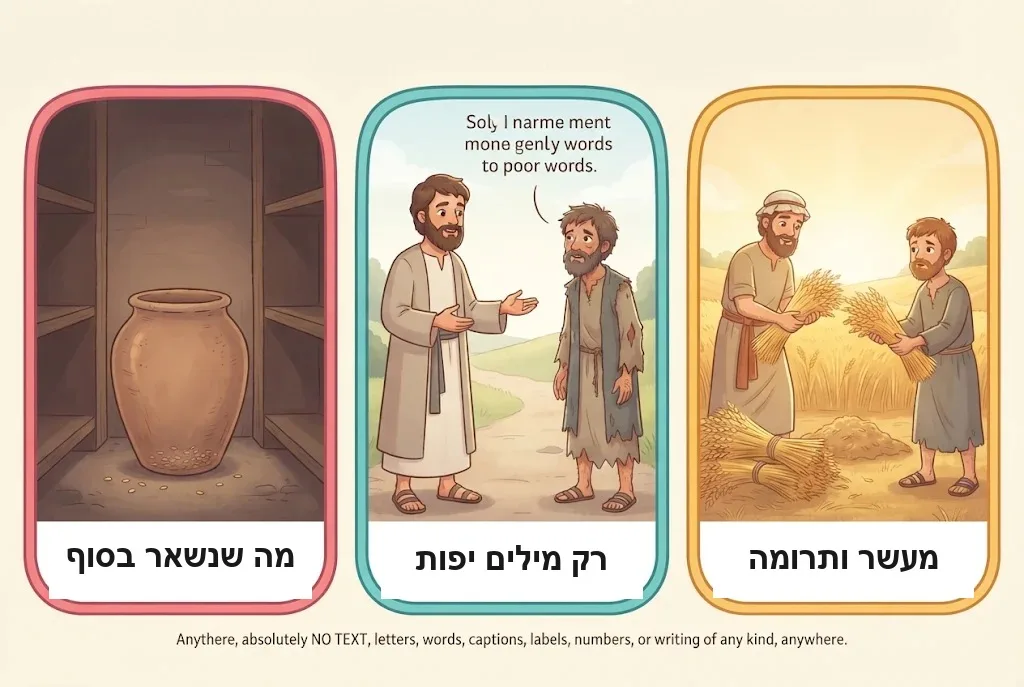 Soly I narme ment
mone genly words
to poor words.
מה שנשאר בסוף
רק מילים יפות
מעשר ותרומה
Anythere, absolutely NO TEXT, letters, words, captions, labels, numbers, or writing of any kind, anywhere.